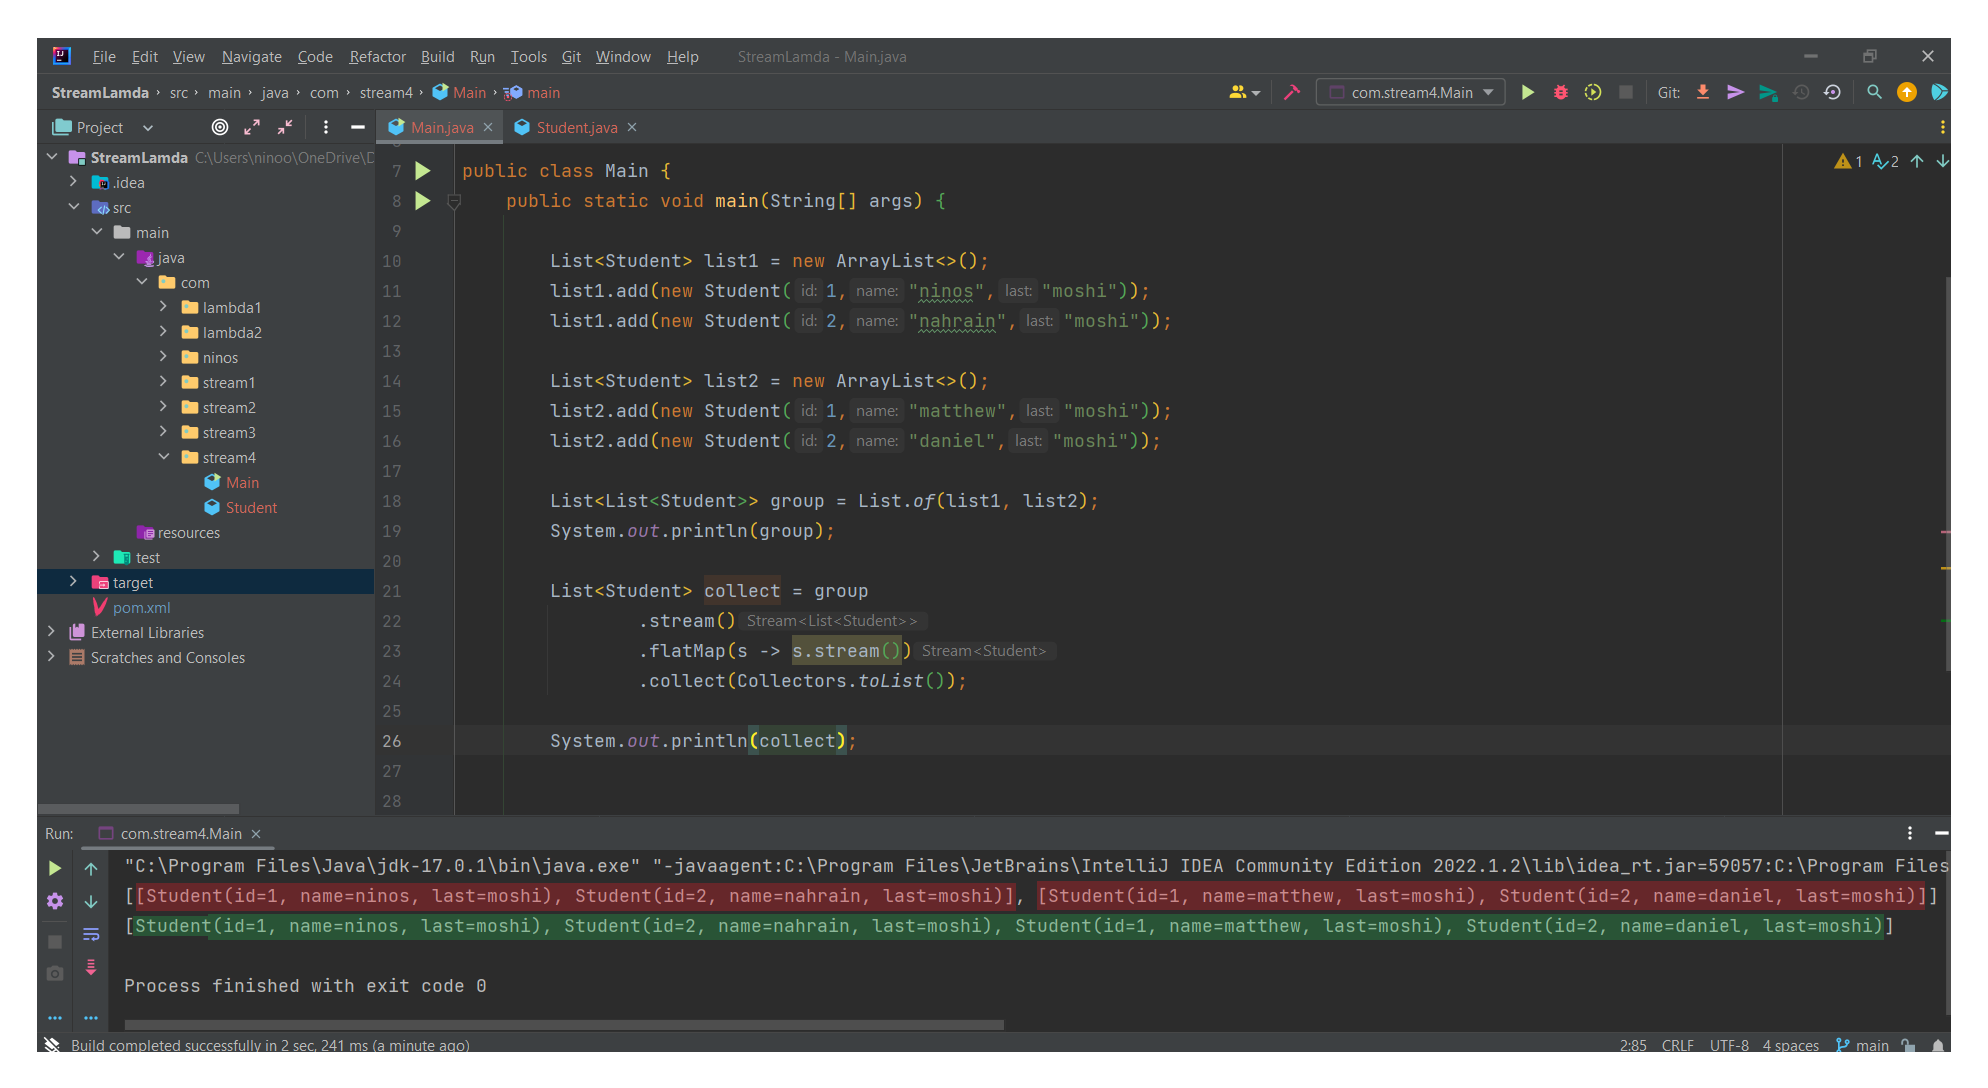 File Edit View Navigate Code Refactor Build Run Tools Git Window Help StreamLamda - Main.java
StreamLamda › src › main › java › com › stream4 › Main › main com.stream4.Main Git:
Project Main.java Student.java
StreamLamda C:\Users\ninoo\OneDrive\D
.idea
src
main
java
com
lambda1
lambda2
ninos
stream1
stream2
stream3
stream4
Main
Student
resources
test
target
pom.xml
External Libraries
Scratches and Consoles
1 2
7 public class Main {
8 public static void main(String[] args) {
9
10 List<Student> list1 = new ArrayList<>();
11 list1.add(new Student( id: 1, name: "ninos", last: "moshi"));
12 list1.add(new Student( id: 2, name: "nahrain", last: "moshi"));
13
14 List<Student> list2 = new ArrayList<>();
15 list2.add(new Student( id: 1, name: "matthew", last: "moshi"));
16 list2.add(new Student( id: 2, name: "daniel", last: "moshi"));
17
18 List<List<Student>> group = List.of(list1, list2);
19 System.out.println(group);
20
21 List<Student> collect = group
22 .stream() Stream<List<Student>>
23 .flatMap(s -> s.stream()) Stream<Student>
24 .collect(Collectors.toList());
25
26 System.out.println(collect);
27
28
Run: com.stream4.Main
"C:\Program Files\Java\jdk-17.0.1\bin\java.exe" "-javaagent:C:\Program Files\JetBrains\IntelliJ IDEA Community Edition 2022.1.2\lib\idea_rt.jar=59057:C:\Program Files
[[Student(id=1, name=ninos, last=moshi), Student(id=2, name=nahrain, last=moshi)], [Student(id=1, name=matthew, last=moshi), Student(id=2, name=daniel, last=moshi)]]
[Student(id=1, name=ninos, last=moshi), Student(id=2, name=nahrain, last=moshi), Student(id=1, name=matthew, last=moshi), Student(id=2, name=daniel, last=moshi)]
Process finished with exit code 0
Build completed successfully in 2 sec, 241 ms (a minute ago) 2:85 CRLF UTF-8 4 spaces main